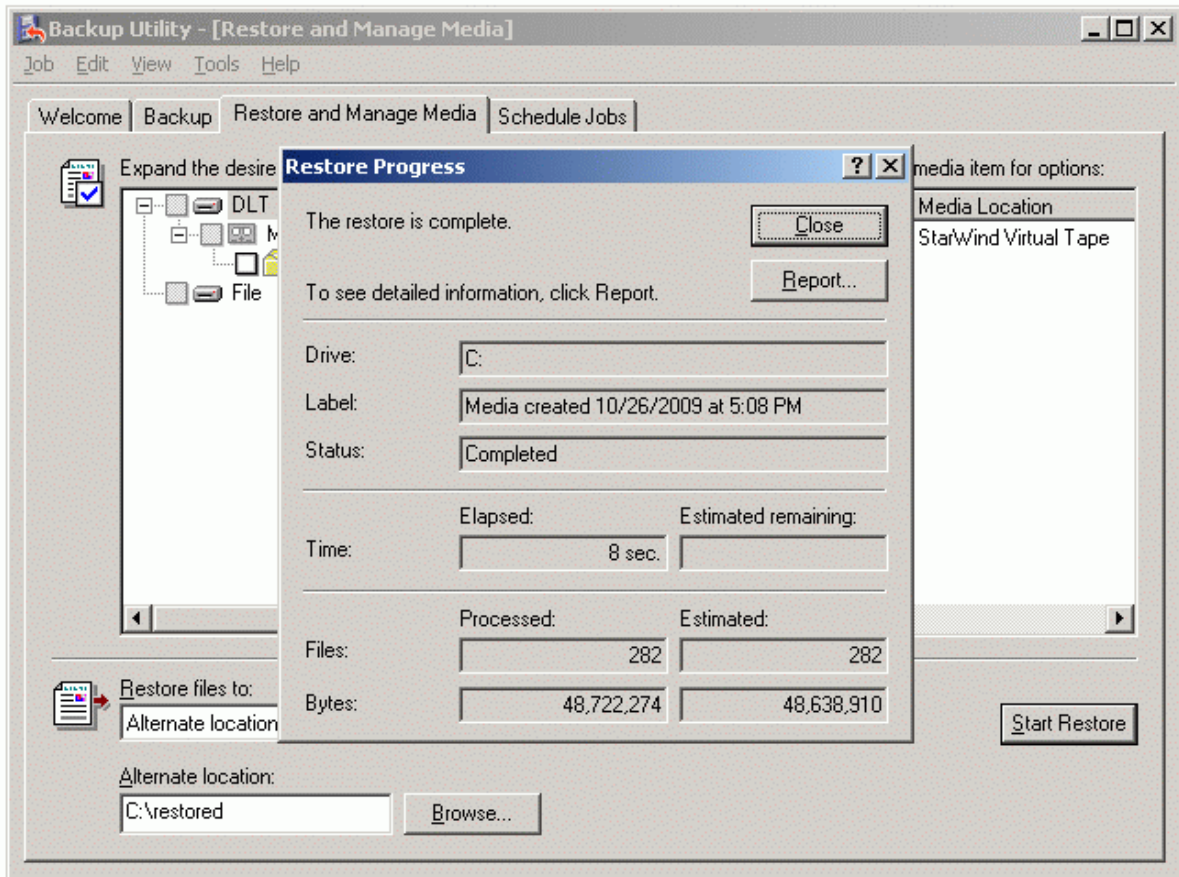 Backup Utility - [Restore and Manage Media]
Job Edit View Tools Help
Welcome Backup Restore and Manage Media Schedule Jobs
Expand the desire
media item for options:
DLT
File
Media Location
StarWind Virtual Tape
Restore Progress
The restore is complete.
Close
To see detailed information, click Report.
Report...
Drive: C:
Label: Media created 10/26/2009 at 5:08 PM
Status: Completed
Elapsed: Estimated remaining:
Time: 8 sec.
Processed: Estimated:
Files: 282 282
Bytes: 48,722,274 48,638,910
Restore files to:
Alternate location
Start Restore
Alternate location:
C:\restored
Browse...